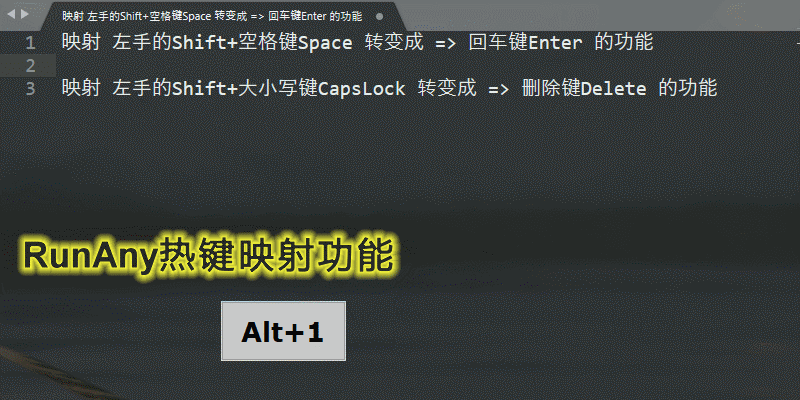 映射 左手的Shift+空格键Space 转变成 => 回车键Enter 的功能
1 映射 左手的Shift+空格键Space 转变成 => 回车键Enter 的功能
2
3 映射 左手的Shift+大小写键CapsLock 转变成 => 删除键Delete 的功能
RunAny热键映射功能
Alt+1